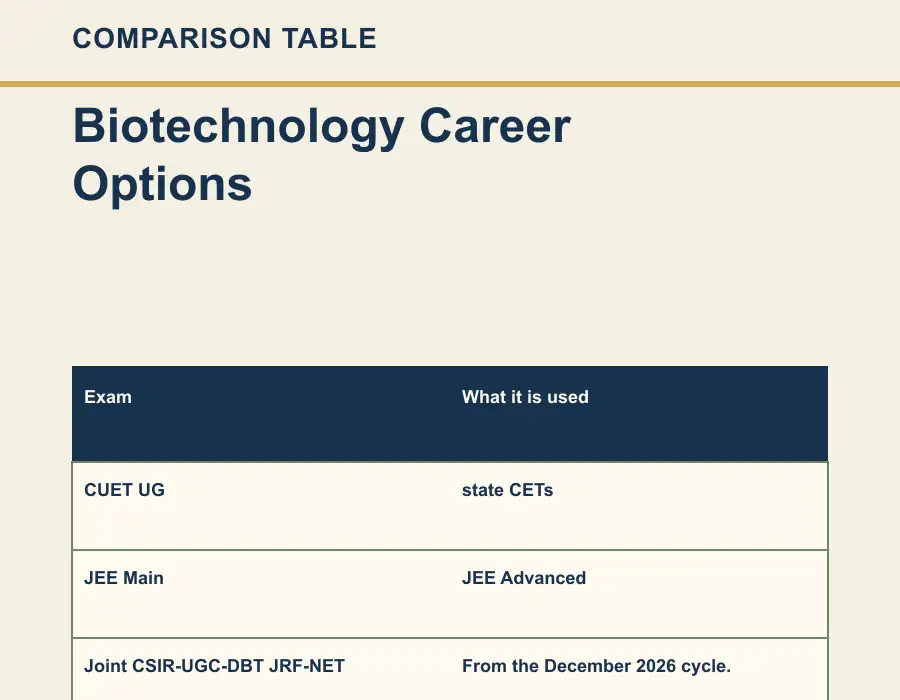 COMPARISON TABLE
Biotechnology Career
Options
Exam What it is used
CUET UG state CETs
JEE Main JEE Advanced
Joint CSIR-UGC-DBT JRF-NET From the December 2026 cycle.